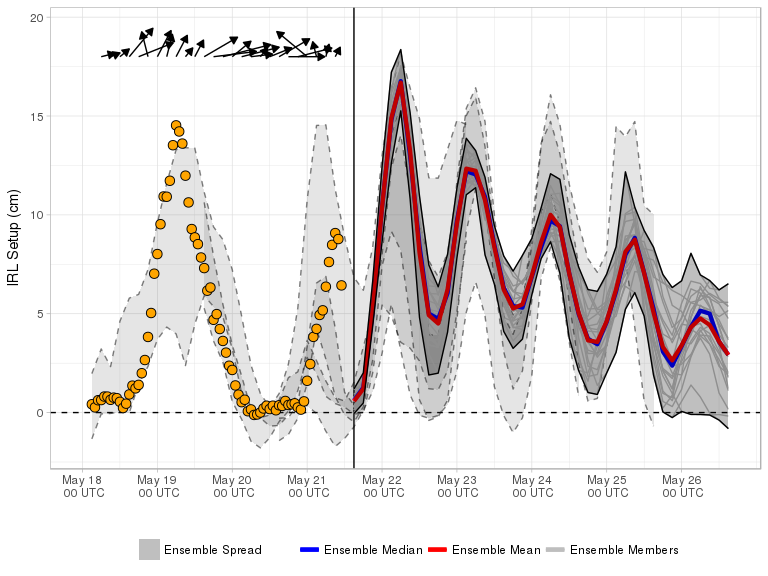 20
15
10
5
0
IRL Setup (cm)
May 18 May 19 May 20 May 21 May 22 May 23 May 24 May 25 May 26
00 UTC 00 UTC 00 UTC 00 UTC 00 UTC 00 UTC 00 UTC 00 UTC 00 UTC
Ensemble Spread Ensemble Median Ensemble Mean Ensemble Members